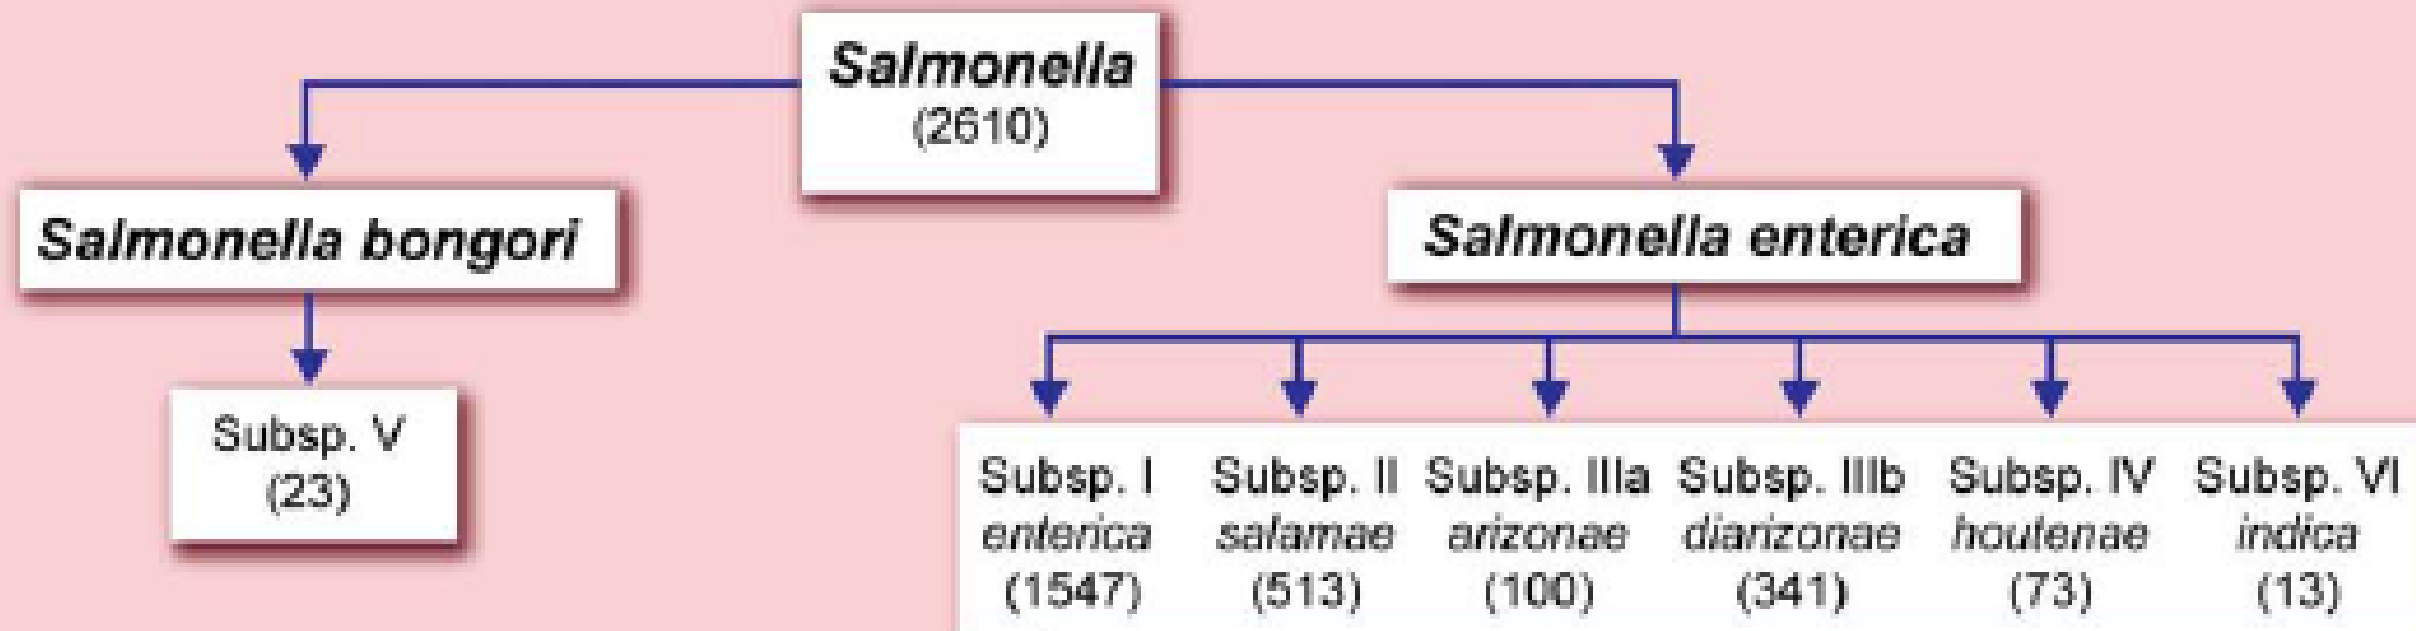 Salmonella
(2610)
Salmonella bongori
Salmonella enterica
Subsp. V
(23)
Subsp. I
enterica
(1547)
Subsp. II
salamae
(513)
Subsp. IIIa
arizonae
(100)
Subsp. IIIb
diarizonae
(341)
Subsp. IV
houtenae
(73)
Subsp. VI
indica
(13)